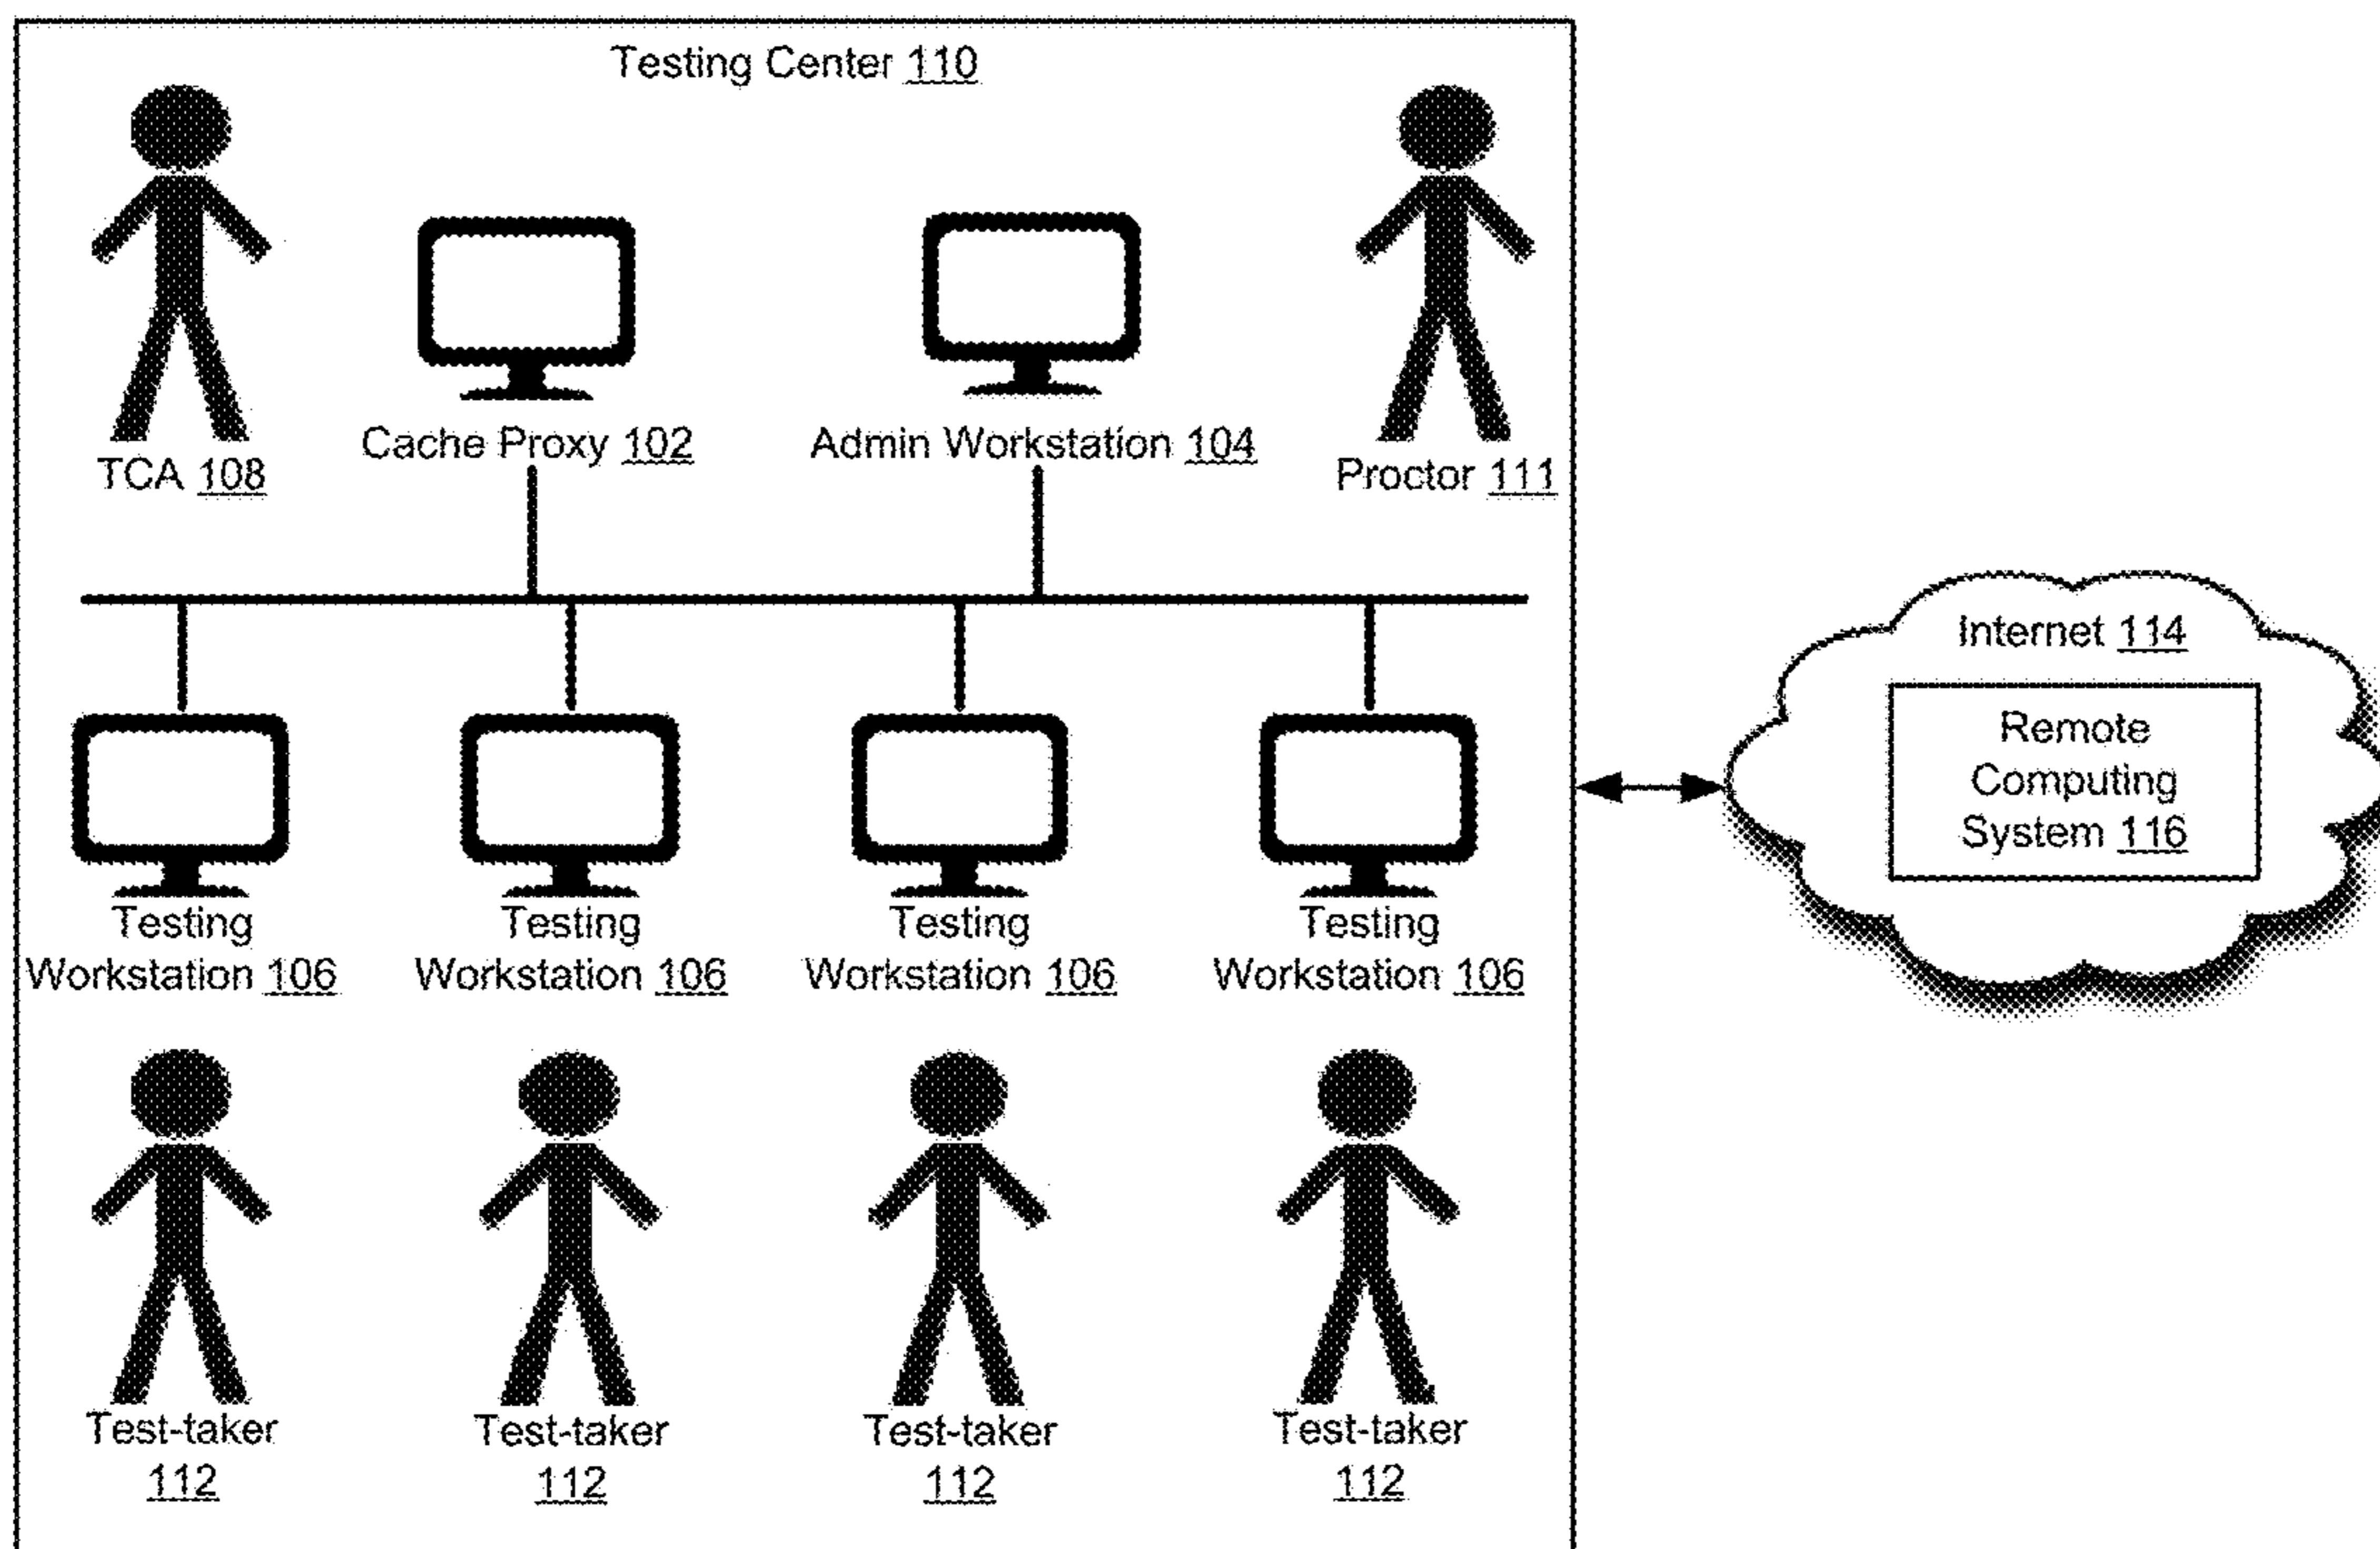 Testing Center 110
TCA 108
Cache Proxy 102
Admin Workstation 104
Proctor 111
Testing
Workstation 106
Testing
Workstation 106
Testing
Workstation 106
Testing
Workstation 106
Test-taker
112
Test-taker
112
Test-taker
112
Test-taker
112
Internet 114
Remote
Computing
System 116